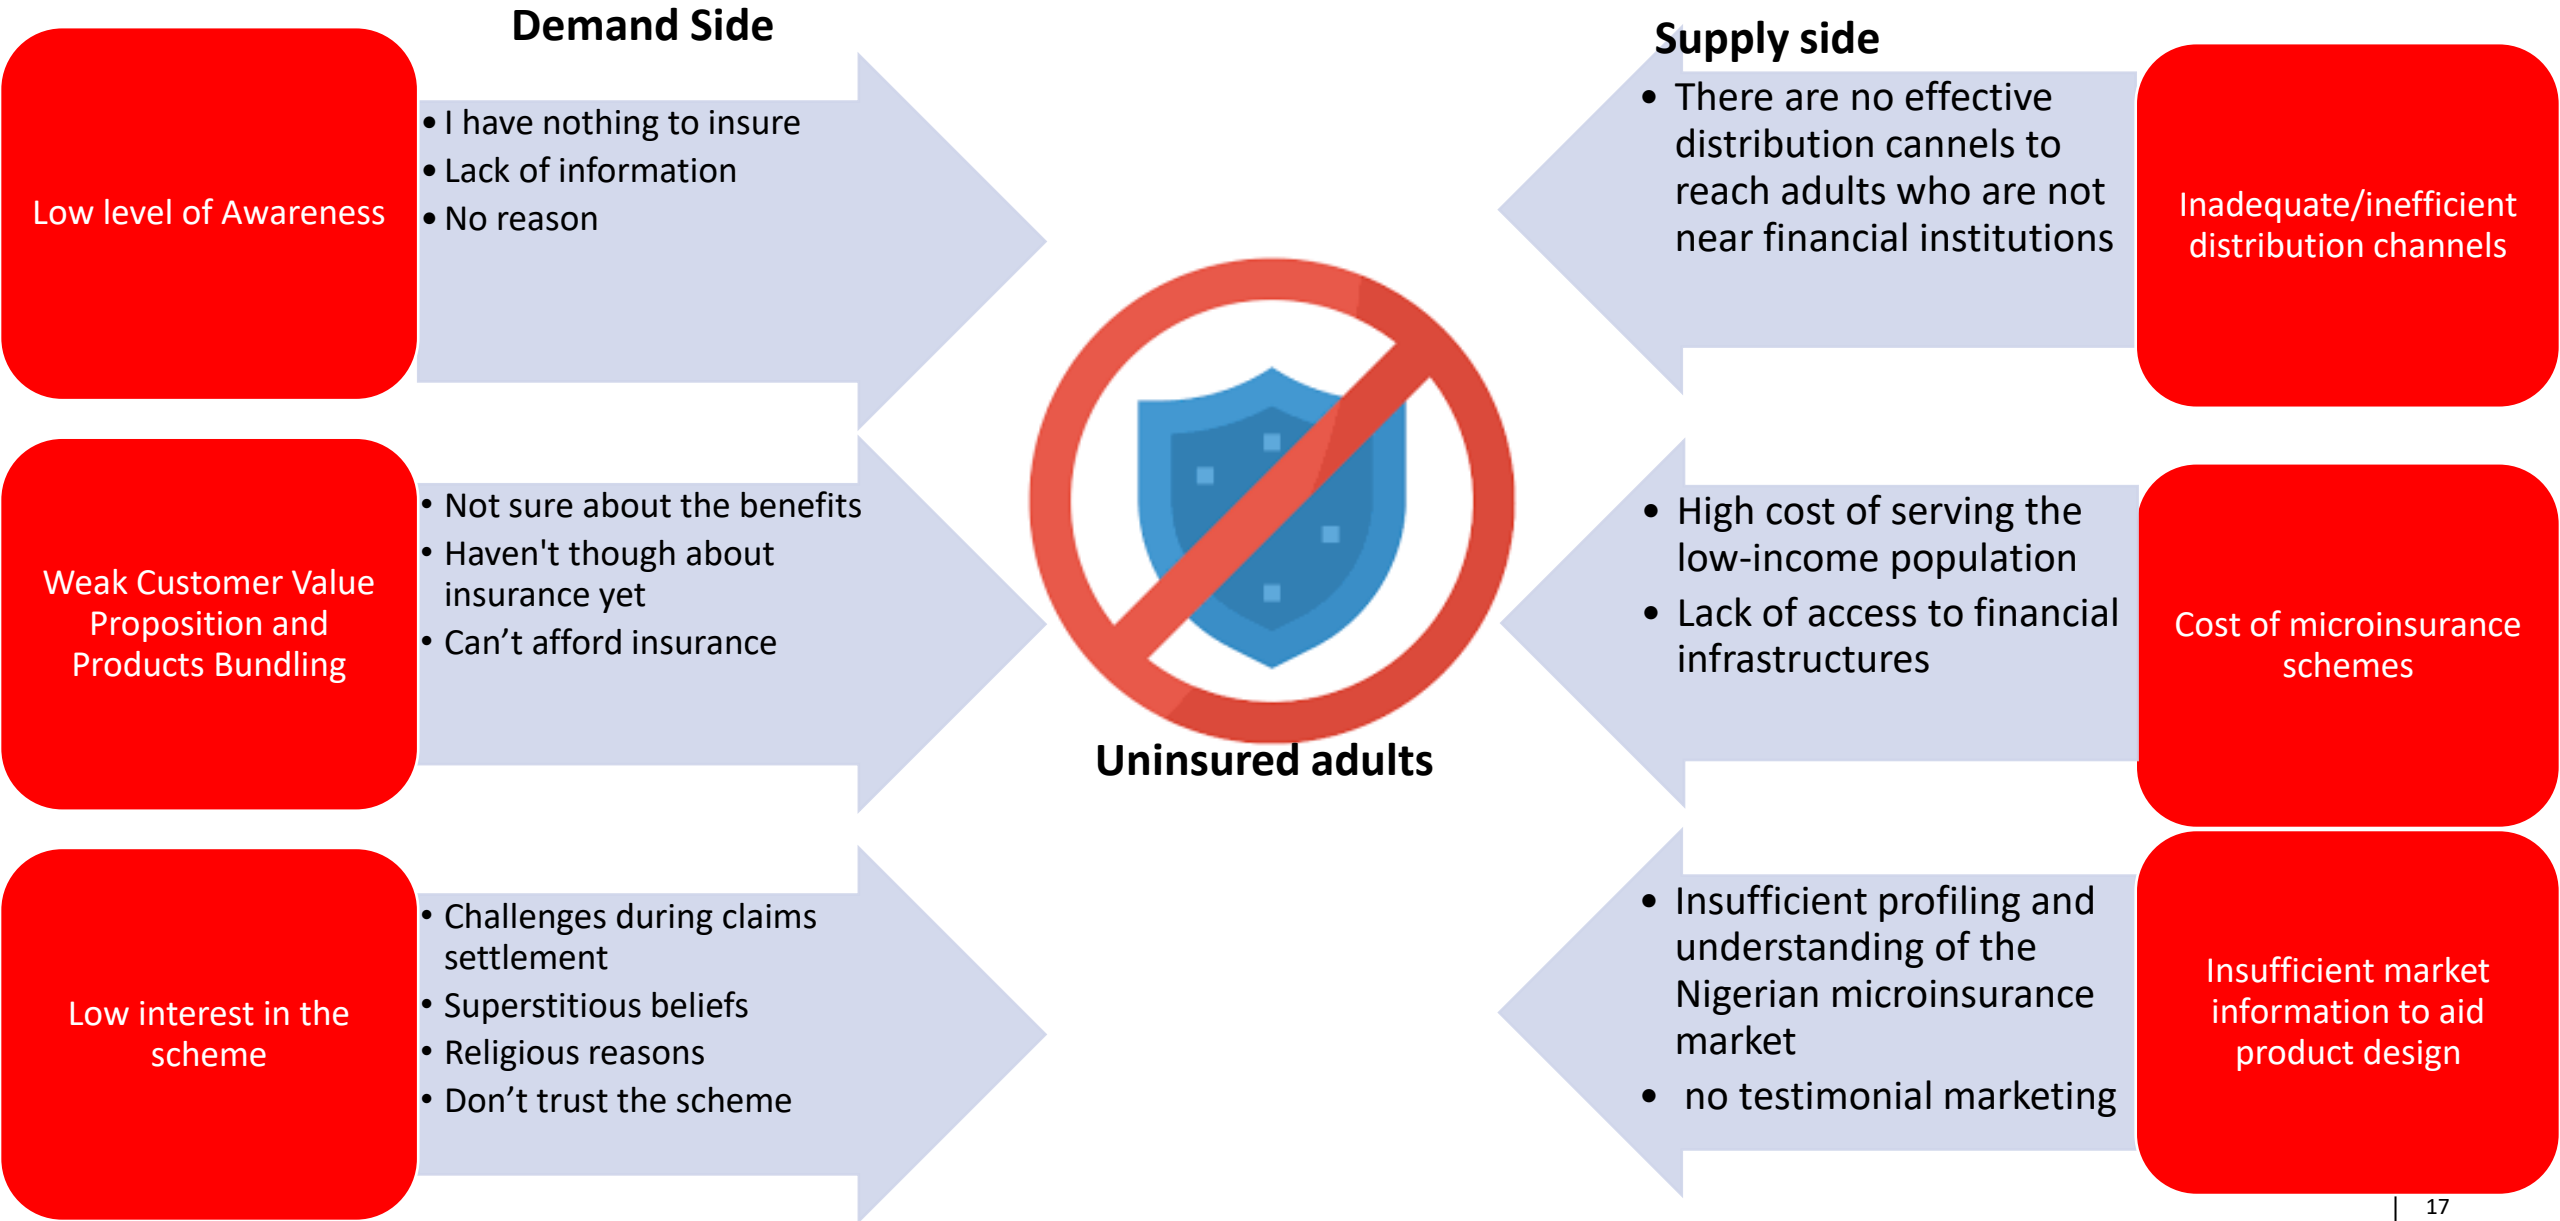 Demand Side
Low level of Awareness
• I have nothing to insure
• Lack of information
• No reason
Weak Customer Value
Proposition and
Products Bundling
• Not sure about the benefits
• Haven't though about
insurance yet
• Can’t afford insurance
Low interest in the
scheme
• Challenges during claims
settlement
• Superstitious beliefs
• Religious reasons
• Don’t trust the scheme
Uninsured adults
Supply side
• There are no effective
distribution cannels to
reach adults who are not
near financial institutions
Inadequate/inefficient
distribution channels
• High cost of serving the
low-income population
• Lack of access to financial
infrastructures
Cost of microinsurance
schemes
• Insufficient profiling and
understanding of the
Nigerian microinsurance
market
• no testimonial marketing
Insufficient market
information to aid
product design
| 17